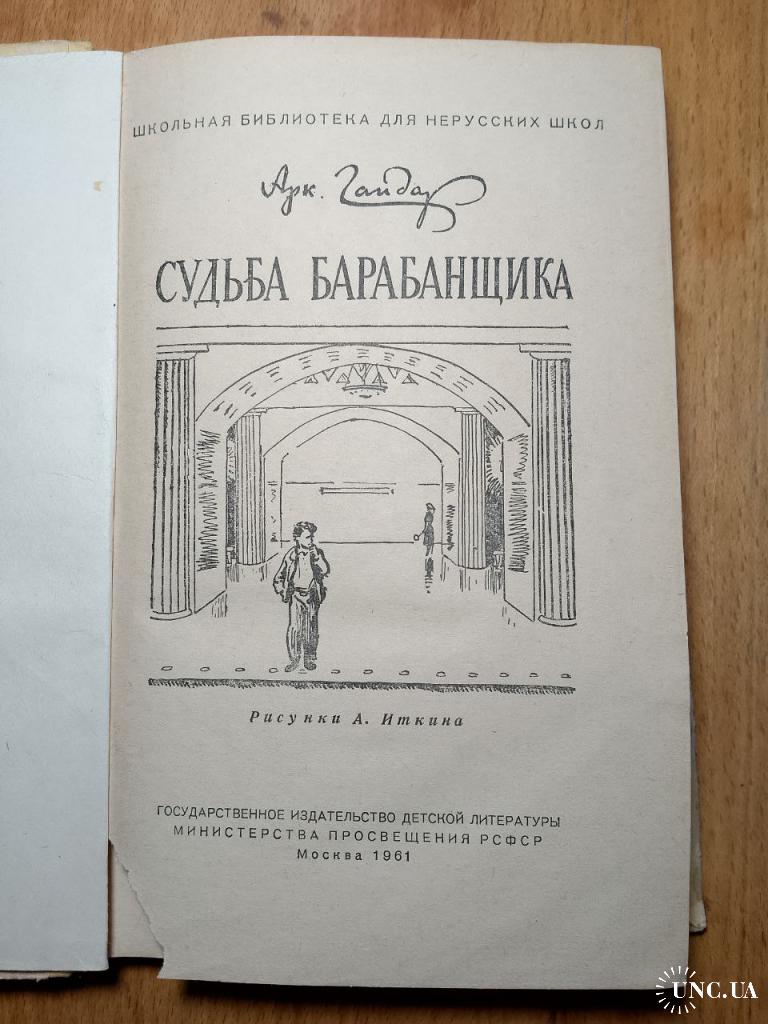 ШКОЛЬНАЯ БИБЛИОТЕКА ДЛЯ НЕРУССКИХ ШКОЛ
Арк. Гайдар
СУДЬБА БАРАБАНЩИКА
Рисунки А. Иткина
ГОСУДАРСТВЕННОЕ ИЗДАТЕЛЬСТВО ДЕТСКОЙ ЛИТЕРАТУРЫ
МИНИСТЕРСТВА ПРОСВЕЩЕНИЯ РСФСР
Москва 1961
UNC.UA